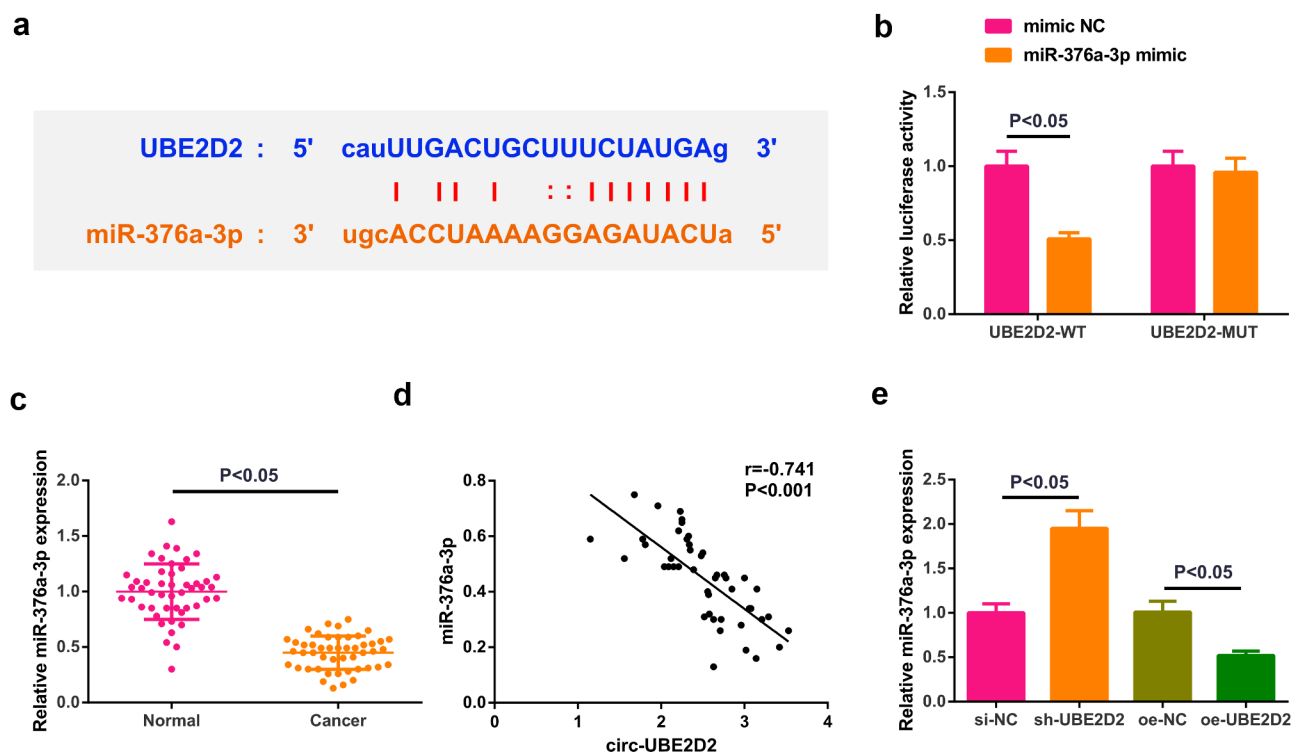 a
UBE2D2 : 5' cauUUGACUGCUUUCUAUGAg 3'
miR-376a-3p : 3' ugcACCUAAAAGGAGAUACUa 5'
b
mimic NC
miR-376a-3p mimic
Relative luciferase activity
1.5
1.0
0.5
0.0
P<0.05
UBE2D2-WT
UBE2D2-MUT
c
Relative miR-376a-3p expression
2.0
1.5
1.0
0.5
0.0
P<0.05
Normal
Cancer
d
miR-376a-3p
0.8
0.6
0.4
0.2
0.0
r=-0.741
P<0.001
0
1
2
3
4
circ-UBE2D2
e
Relative miR-376a-3p expression
2.5
2.0
1.5
1.0
0.5
0.0
P<0.05
P<0.05
si-NC
sh-UBE2D2
oe-NC
oe-UBE2D2